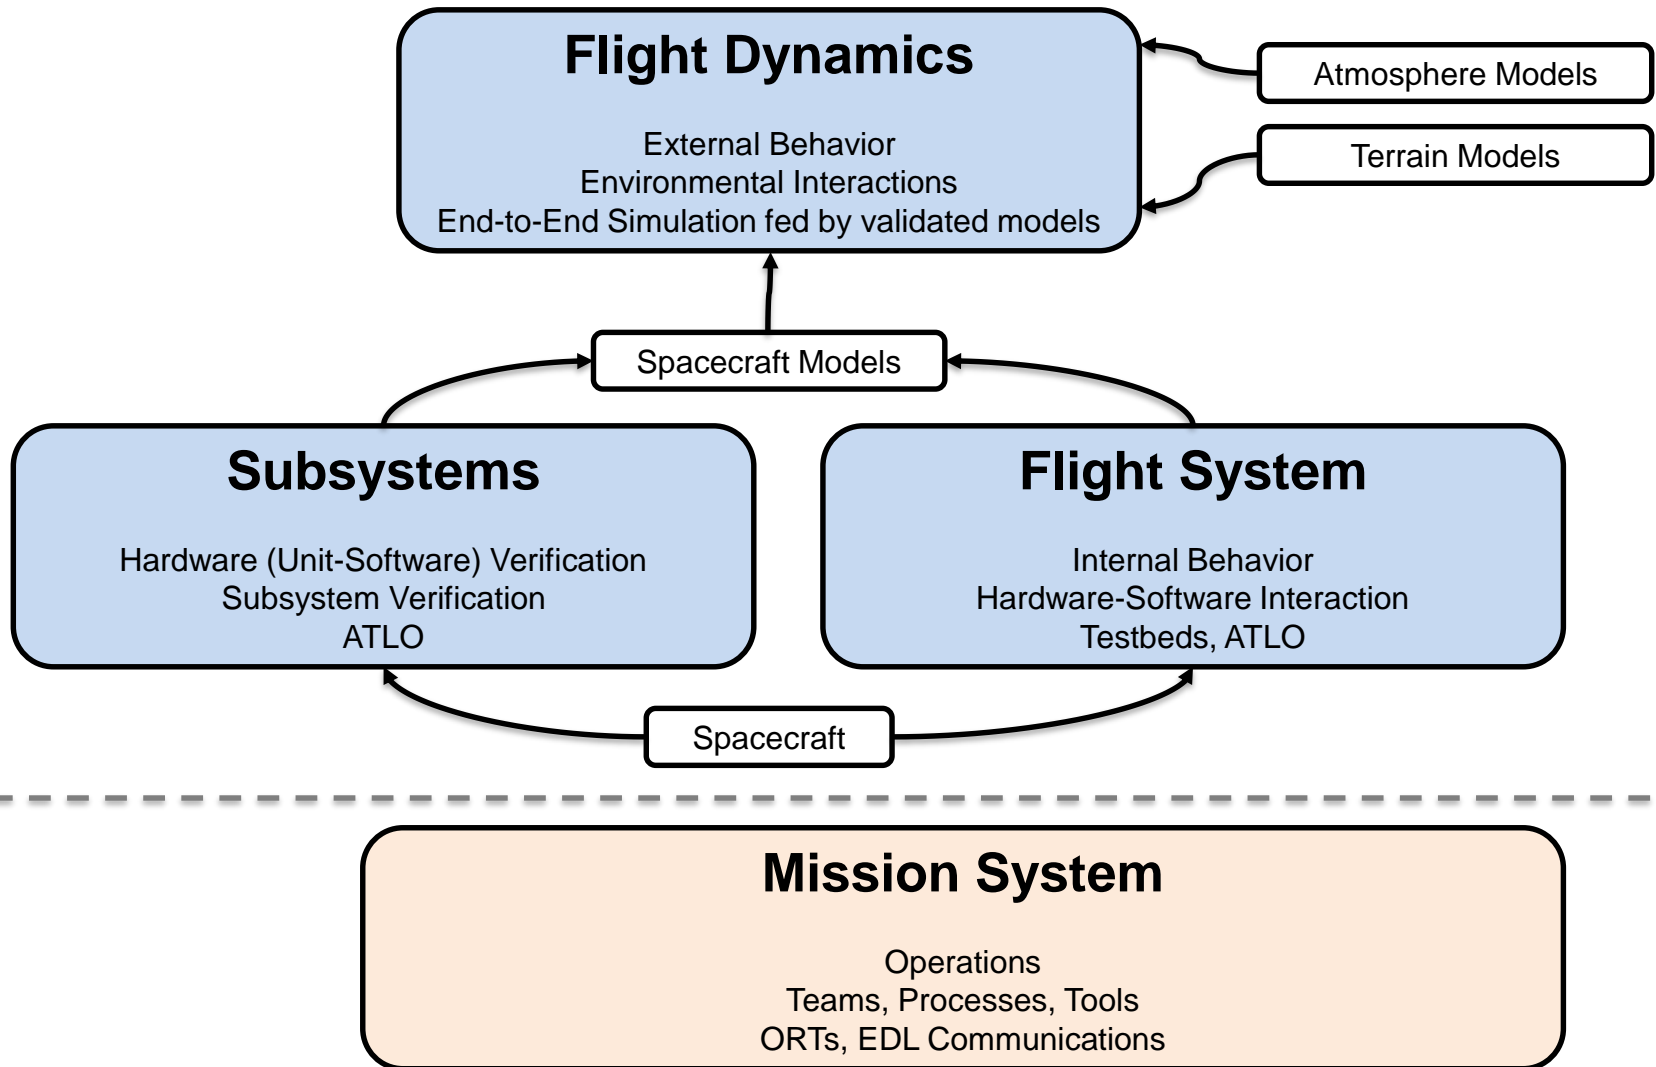 Flight Dynamics
External Behavior
Environmental Interactions
End-to-End Simulation fed by validated models
Atmosphere Models
Terrain Models
Spacecraft Models
Subsystems
Hardware (Unit-Software) Verification
Subsystem Verification
ATLO
Flight System
Internal Behavior
Hardware-Software Interaction
Testbeds, ATLO
Spacecraft
Mission System
Operations
Teams, Processes, Tools
ORTs, EDL Communications